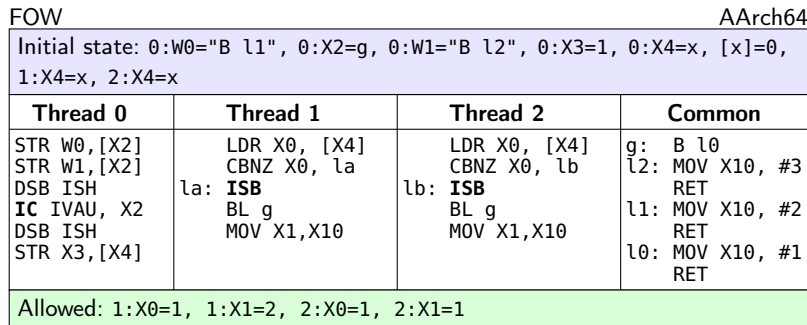 FOW AArch64
Initial state: 0:W0="B l1", 0:X2=g, 0:W1="B l2", 0:X3=1, 0:X4=x, [x]=0,
1:X4=x, 2:X4=x
Thread 0 Thread 1 Thread 2 Common
STR W0,[X2] LDR X0, [X4] LDR X0, [X4] g: B l0
STR W1,[X2] CBNZ X0, la CBNZ X0, lb l2: MOV X10, #3
DSB ISH la: ISB lb: ISB RET
IC IVAU, X2 BL g BL g l1: MOV X10, #2
DSB ISH MOV X1,X10 MOV X1,X10 RET
STR X3,[X4] l0: MOV X10, #1
RET
Allowed: 1:X0=1, 1:X1=2, 2:X0=1, 2:X1=1